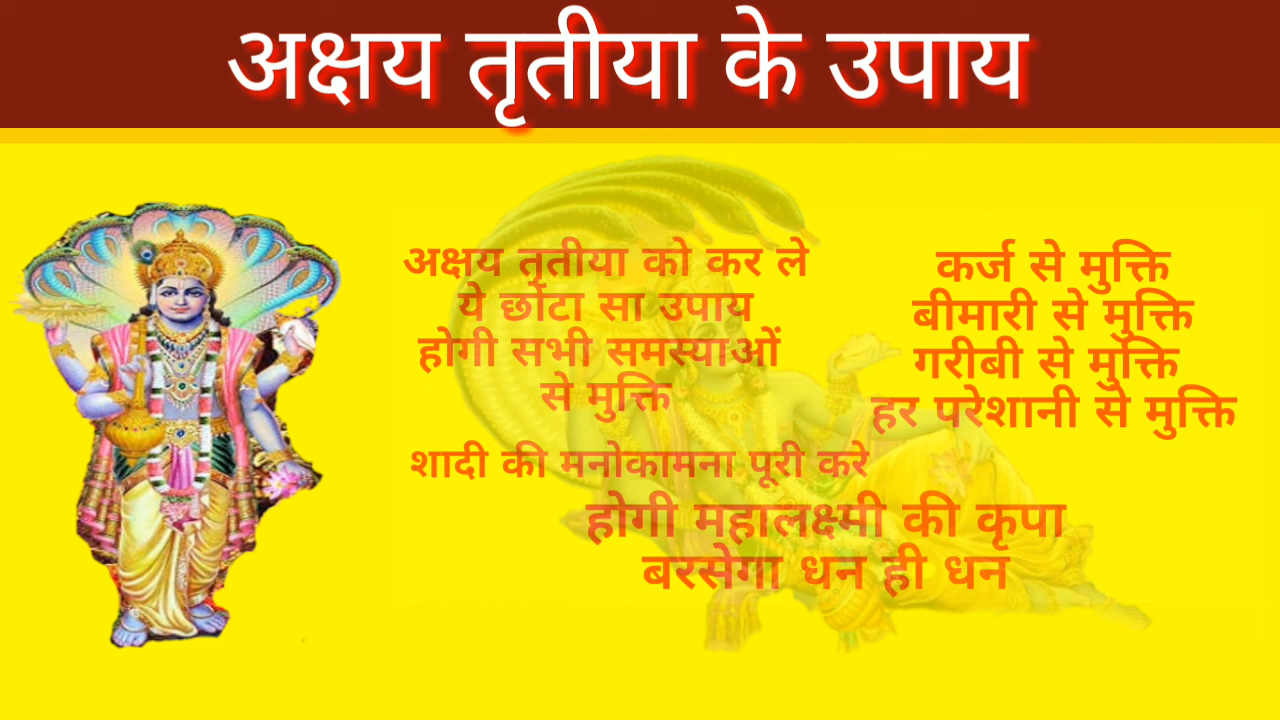 अक्षय तृतीया के उपाय
अक्षय तृतीया को कर ले
ये छोटा सा उपाय
होगी सभी समस्याओं
से मुक्ति
कर्ज से मुक्ति
बीमारी से मुक्ति
गरीबी से मुक्ति
हर परेशानी से मुक्ति
शादी की मनोकामना पूरी करे
होगी महालक्ष्मी की कृपा
बरसेगा धन ही धन